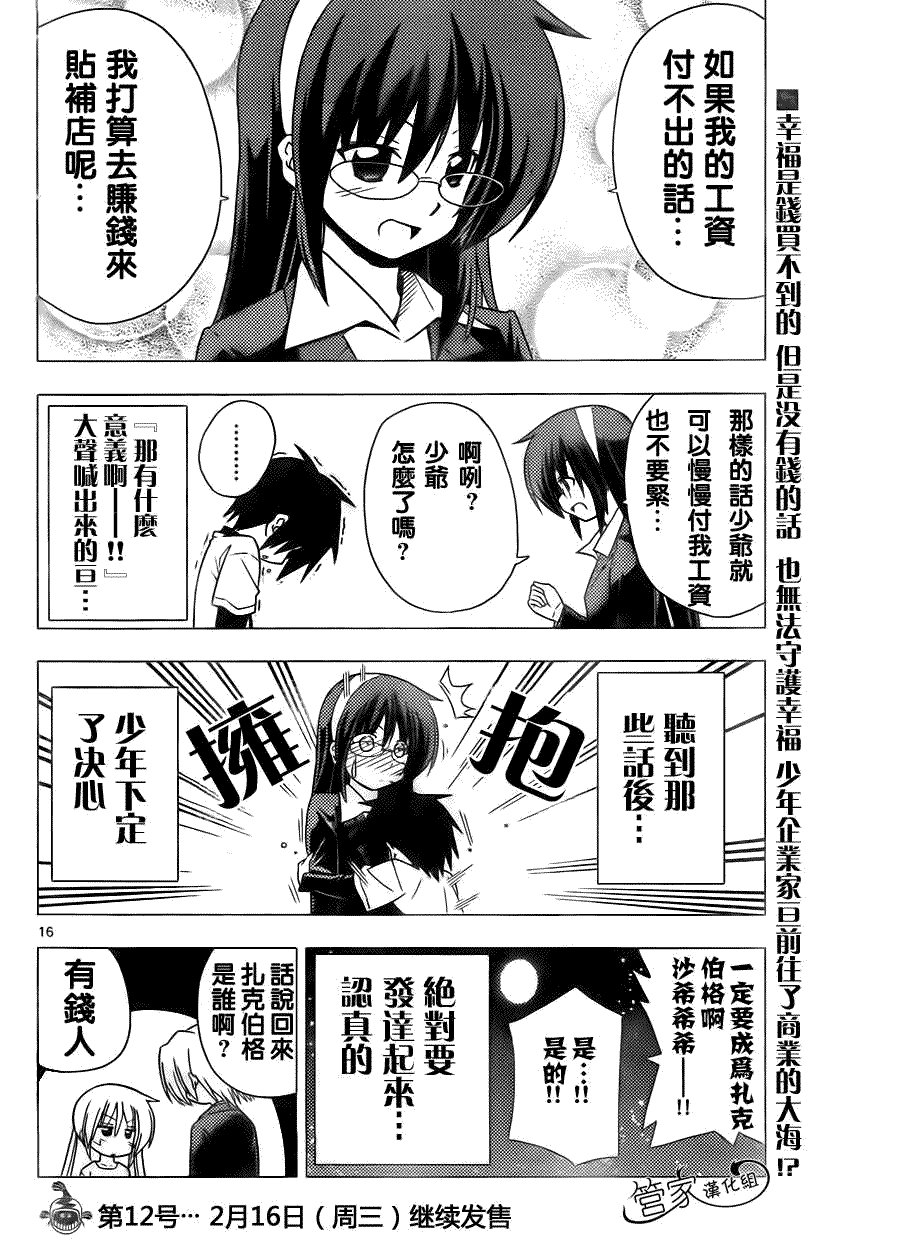 如果我的工資
付不出的話…
我打算去賺錢來
貼補店呢…
那樣的話少爺就
可以慢慢付我工資
也不要緊…
啊咧?
少爺
怎麼了嗎?
………
『那有什麼
意義啊——!!』
大聲喊出來的亘…
聽到那
些話後…
抱
擁
少年下定
了决心
一定要成爲扎克
伯格啊
沙希希希——!!
是…!!
是的!!
絕對要
發達起來…
認真的
話說回來
扎克伯格
是誰啊?
有錢人
■幸福是錢買不到的 但是没有錢的話 也無法守護幸福 少年企業家亘前往了商業的大海!?
16
管家漢化組
第12号… 2月16日（周三）继续发售